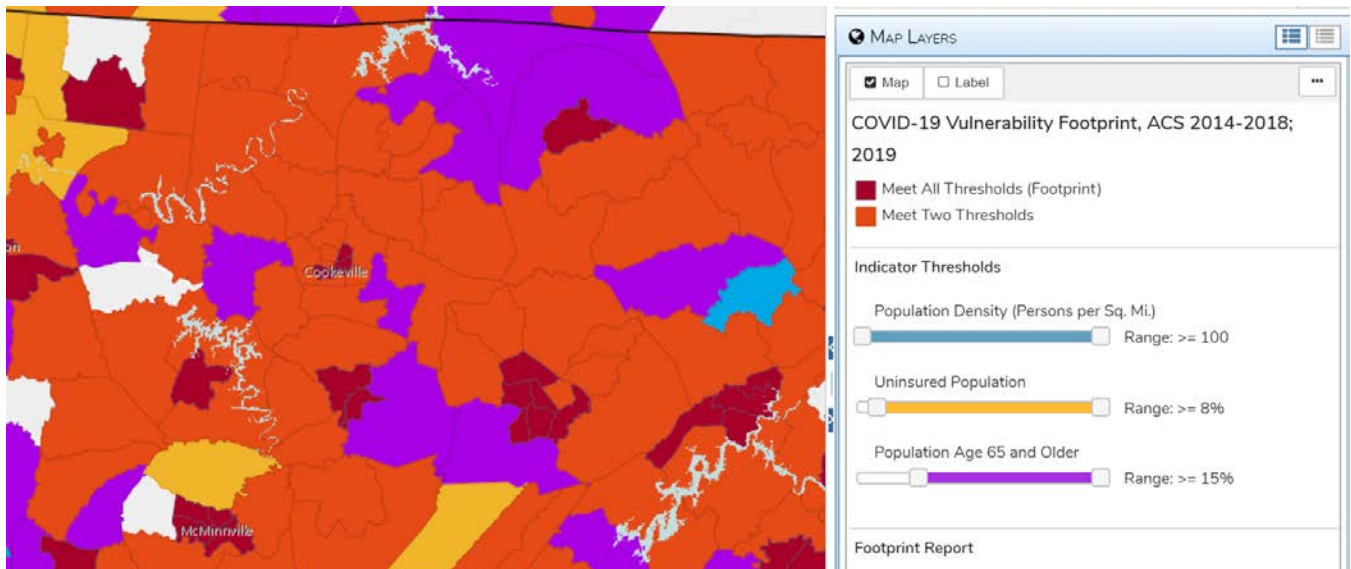 on
Cookeville
McMinnville
MAP LAYERS
Map
Label
...
COVID-19 Vulnerability Footprint, ACS 2014-2018;
2019
Meet All Thresholds (Footprint)
Meet Two Thresholds
Indicator Thresholds
Population Density (Persons per Sq. Mi.)
Range: >= 100
Uninsured Population
Range: >= 8%
Population Age 65 and Older
Range: >= 15%
Footprint Report